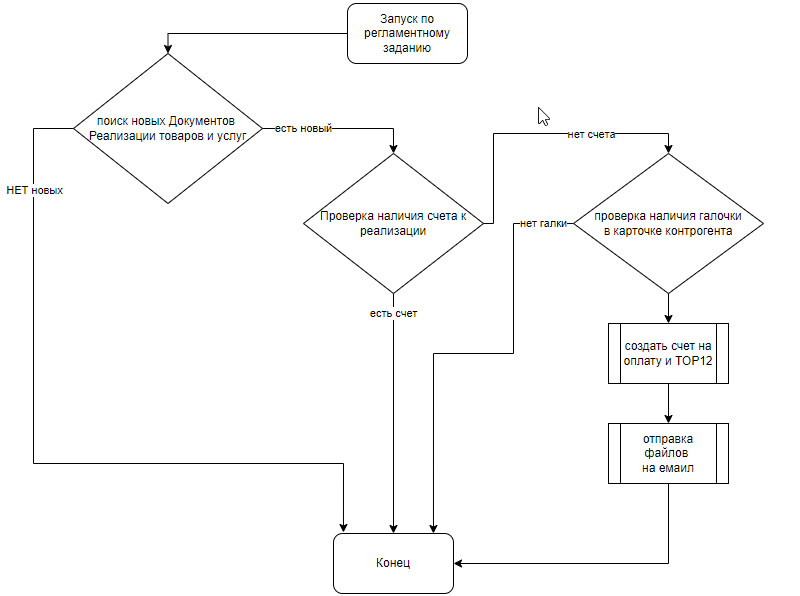 Запуск по
регламентному
заданию
поиск новых Документов
Реализации товаров и услуг
есть новый
НЕТ новых
Проверка наличия счета к
реализации
нет счета
есть счет
проверка наличия галочки
в карточке контрогента
нет галки
создать счет на
оплату и ТОР12
отправка
файлов
на емаил
Конец